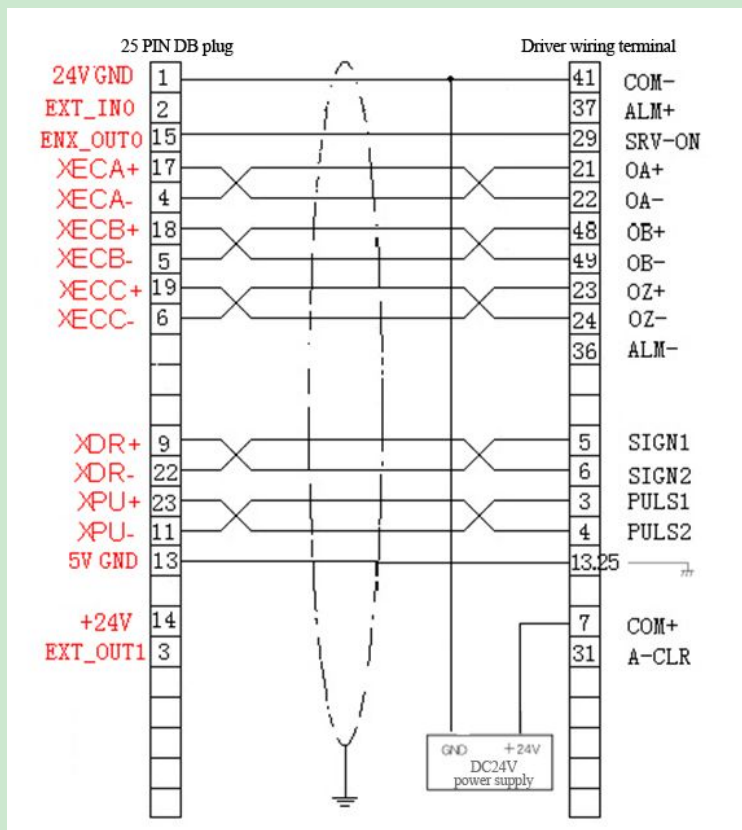 25 PIN DB plug Driver wiring terminal
24V GND 1 41 COM-
EXT_IN0 2 37 ALM+
ENX_OUT0 15 29 SRV-ON
XECA+ 17 21 OA+
XECA- 4 22 OA-
XECB+ 18 48 OB+
XECB- 5 49 OB-
XECC+ 19 23 OZ+
XECC- 6 24 OZ-
36 ALM-
XDR+ 9 5 SIGN1
XDR- 22 6 SIGN2
XPU+ 23 3 PULS1
XPU- 11 4 PULS2
5V GND 13 13.25
+24V 14 7 COM+
EXT_OUT1 3 31 A-CLR
GND +24V
DC24V
power supply